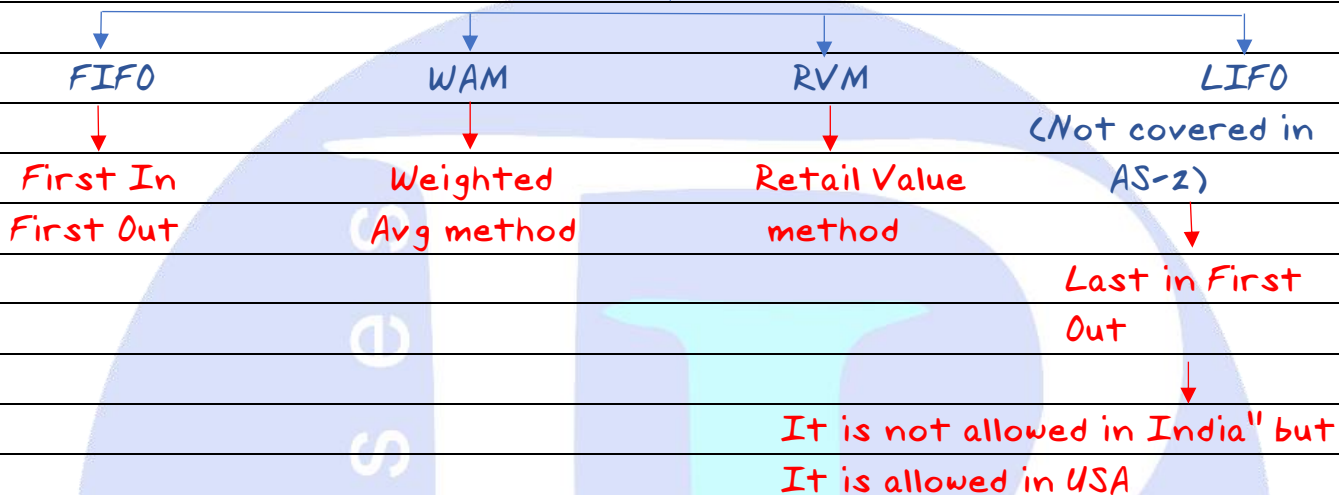 FIFO WAM RVM LIFO
(Not covered in
First In Weighted Retail Value AS-2)
First Out Avg method method
Last in First
Out
It is not allowed in India" but
It is allowed in USA
s e s